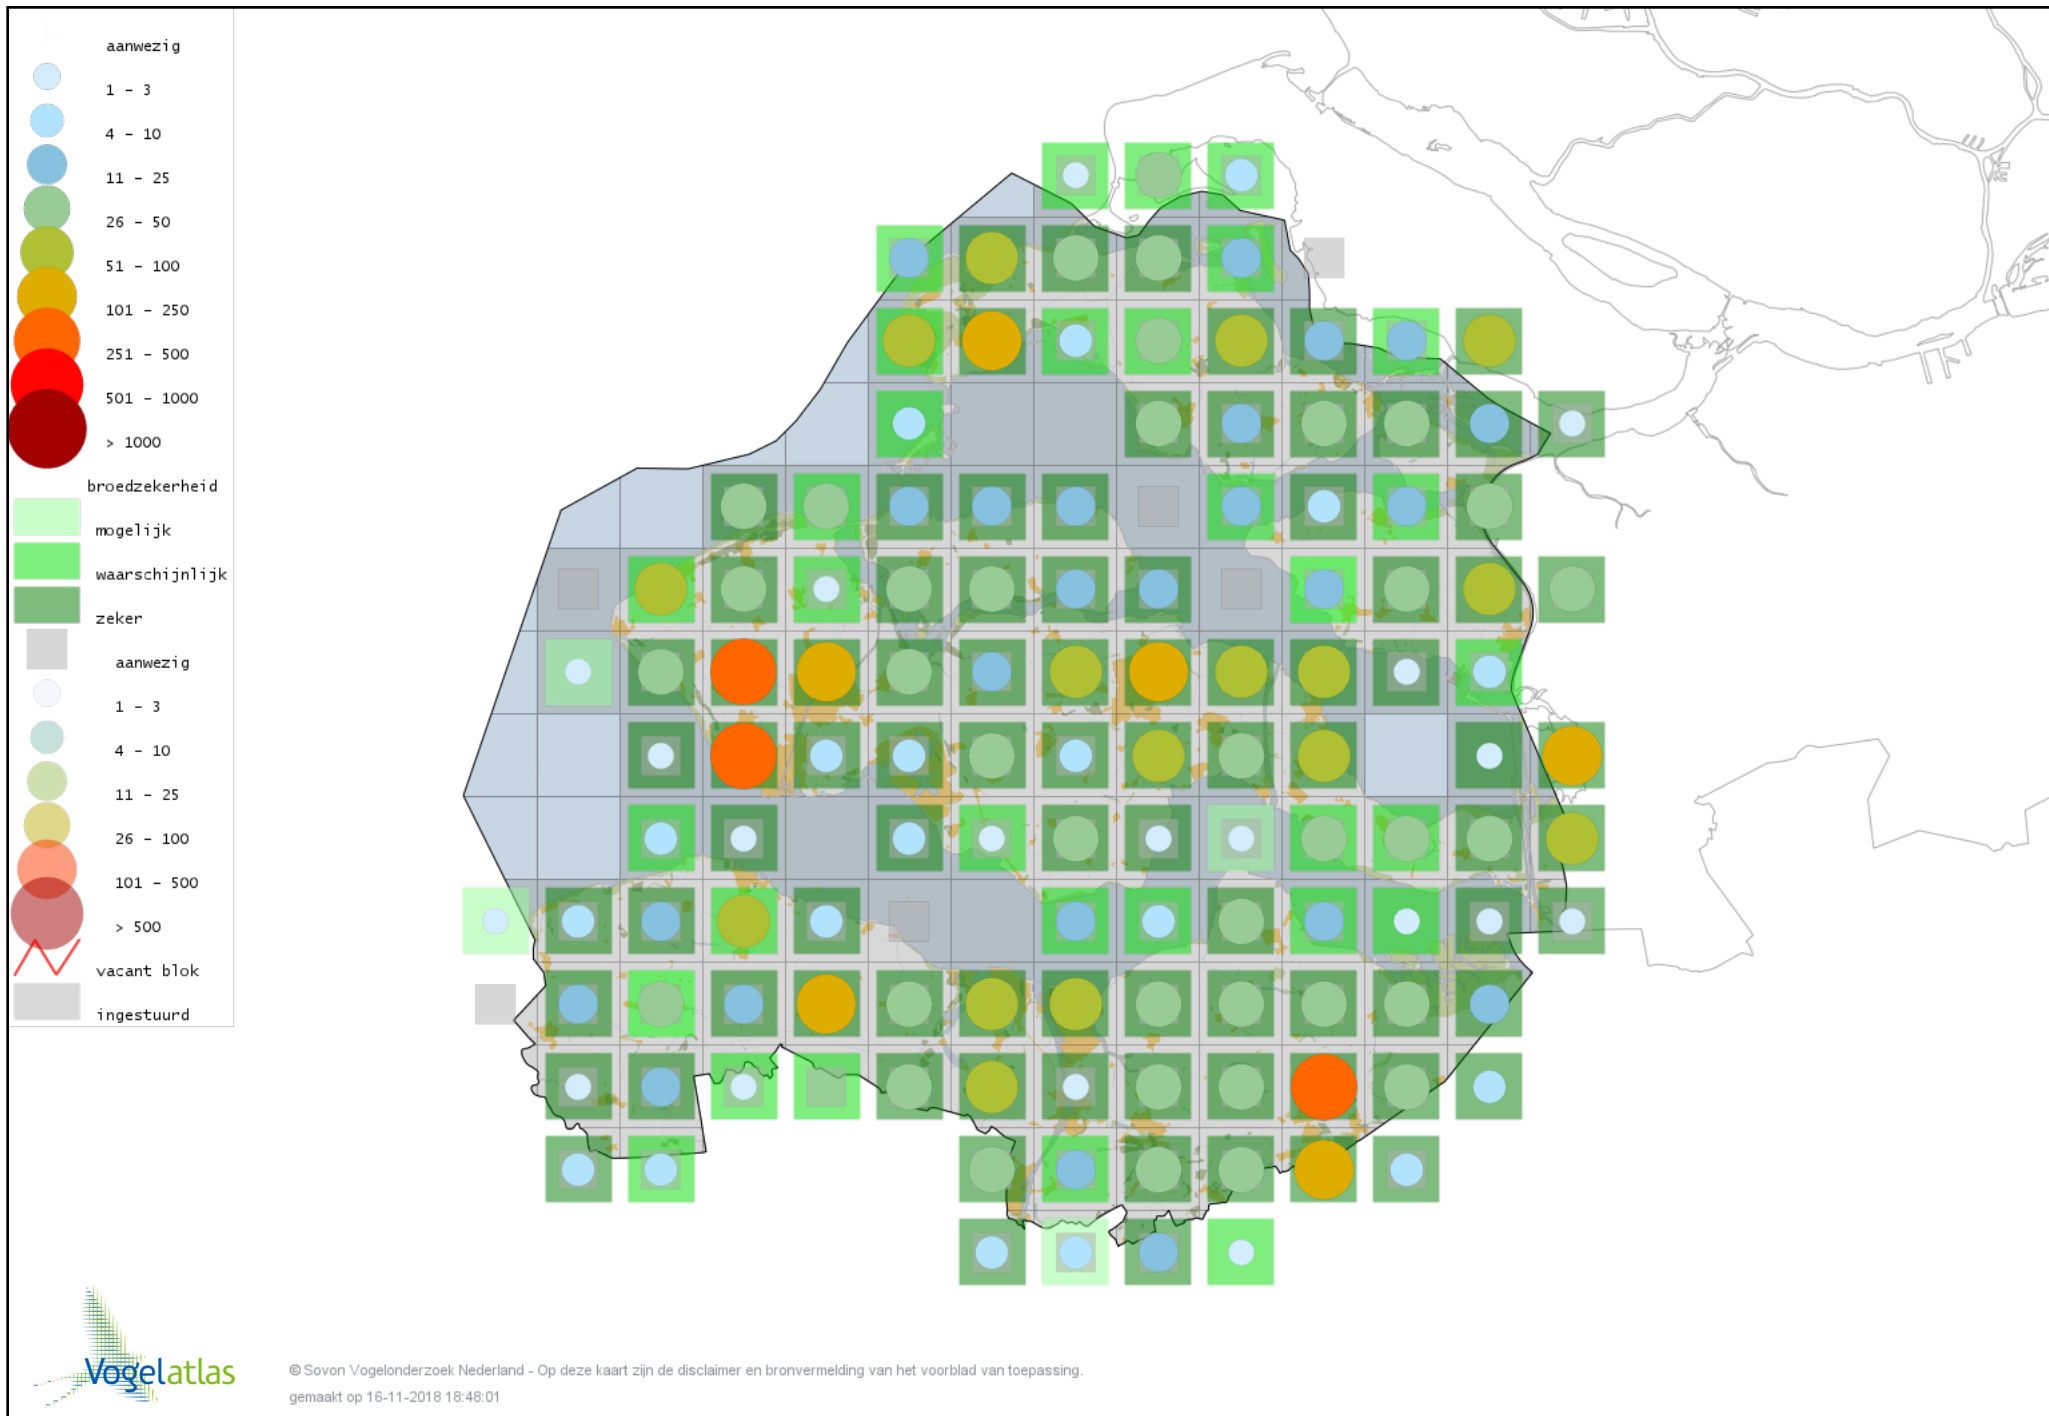 aanwezig
1 - 3
4 - 10
11 - 25
26 - 50
51 - 100
101 - 250
251 - 500
501 - 1000
> 1000
broedzekerheid
mogelijk
waarschijnlijk
zeker
aanwezig
1 - 3
4 - 10
11 - 25
26 - 100
101 - 500
> 500
vacant blok
ingestuurd
Vogelatlas
© Sovon Vogelonderzoek Nederland - Op deze kaart zijn de disclaimer en bronvermelding van het voorblad van toepassing.
gemaakt op 16-11-2018 18:48:01